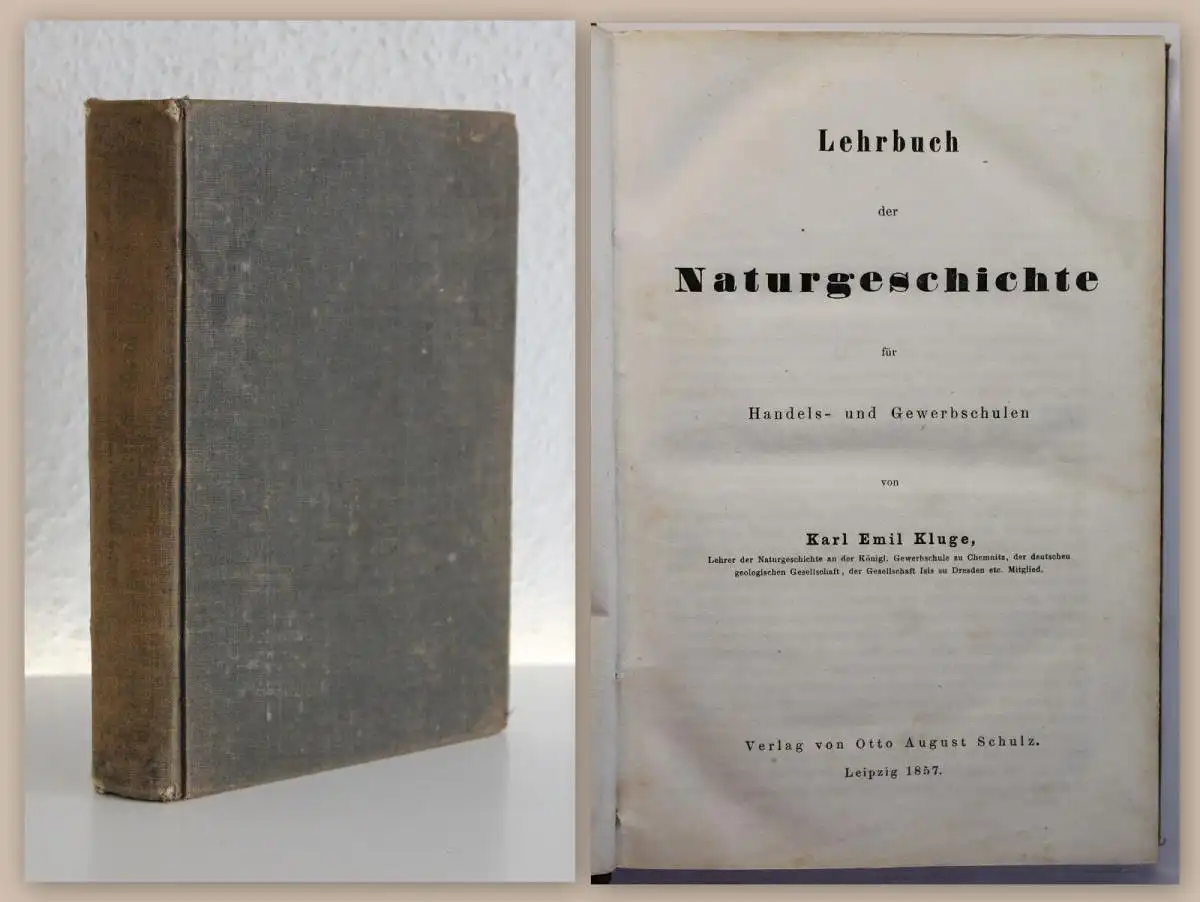 Lehrbuch
der
Naturgeschichte
für
Handels- und Gewerbschulen
von
Karl Emil Kluge,
Lehrer der Naturgeschichte an der Königl. Gewerbschule zu Chemnitz, der deutschen
geologischen Gesellschaft, der Gesellschaft Isis zu Dresden etc. Mitglied.
Verlag von Otto August Schulz.
Leipzig 1857.